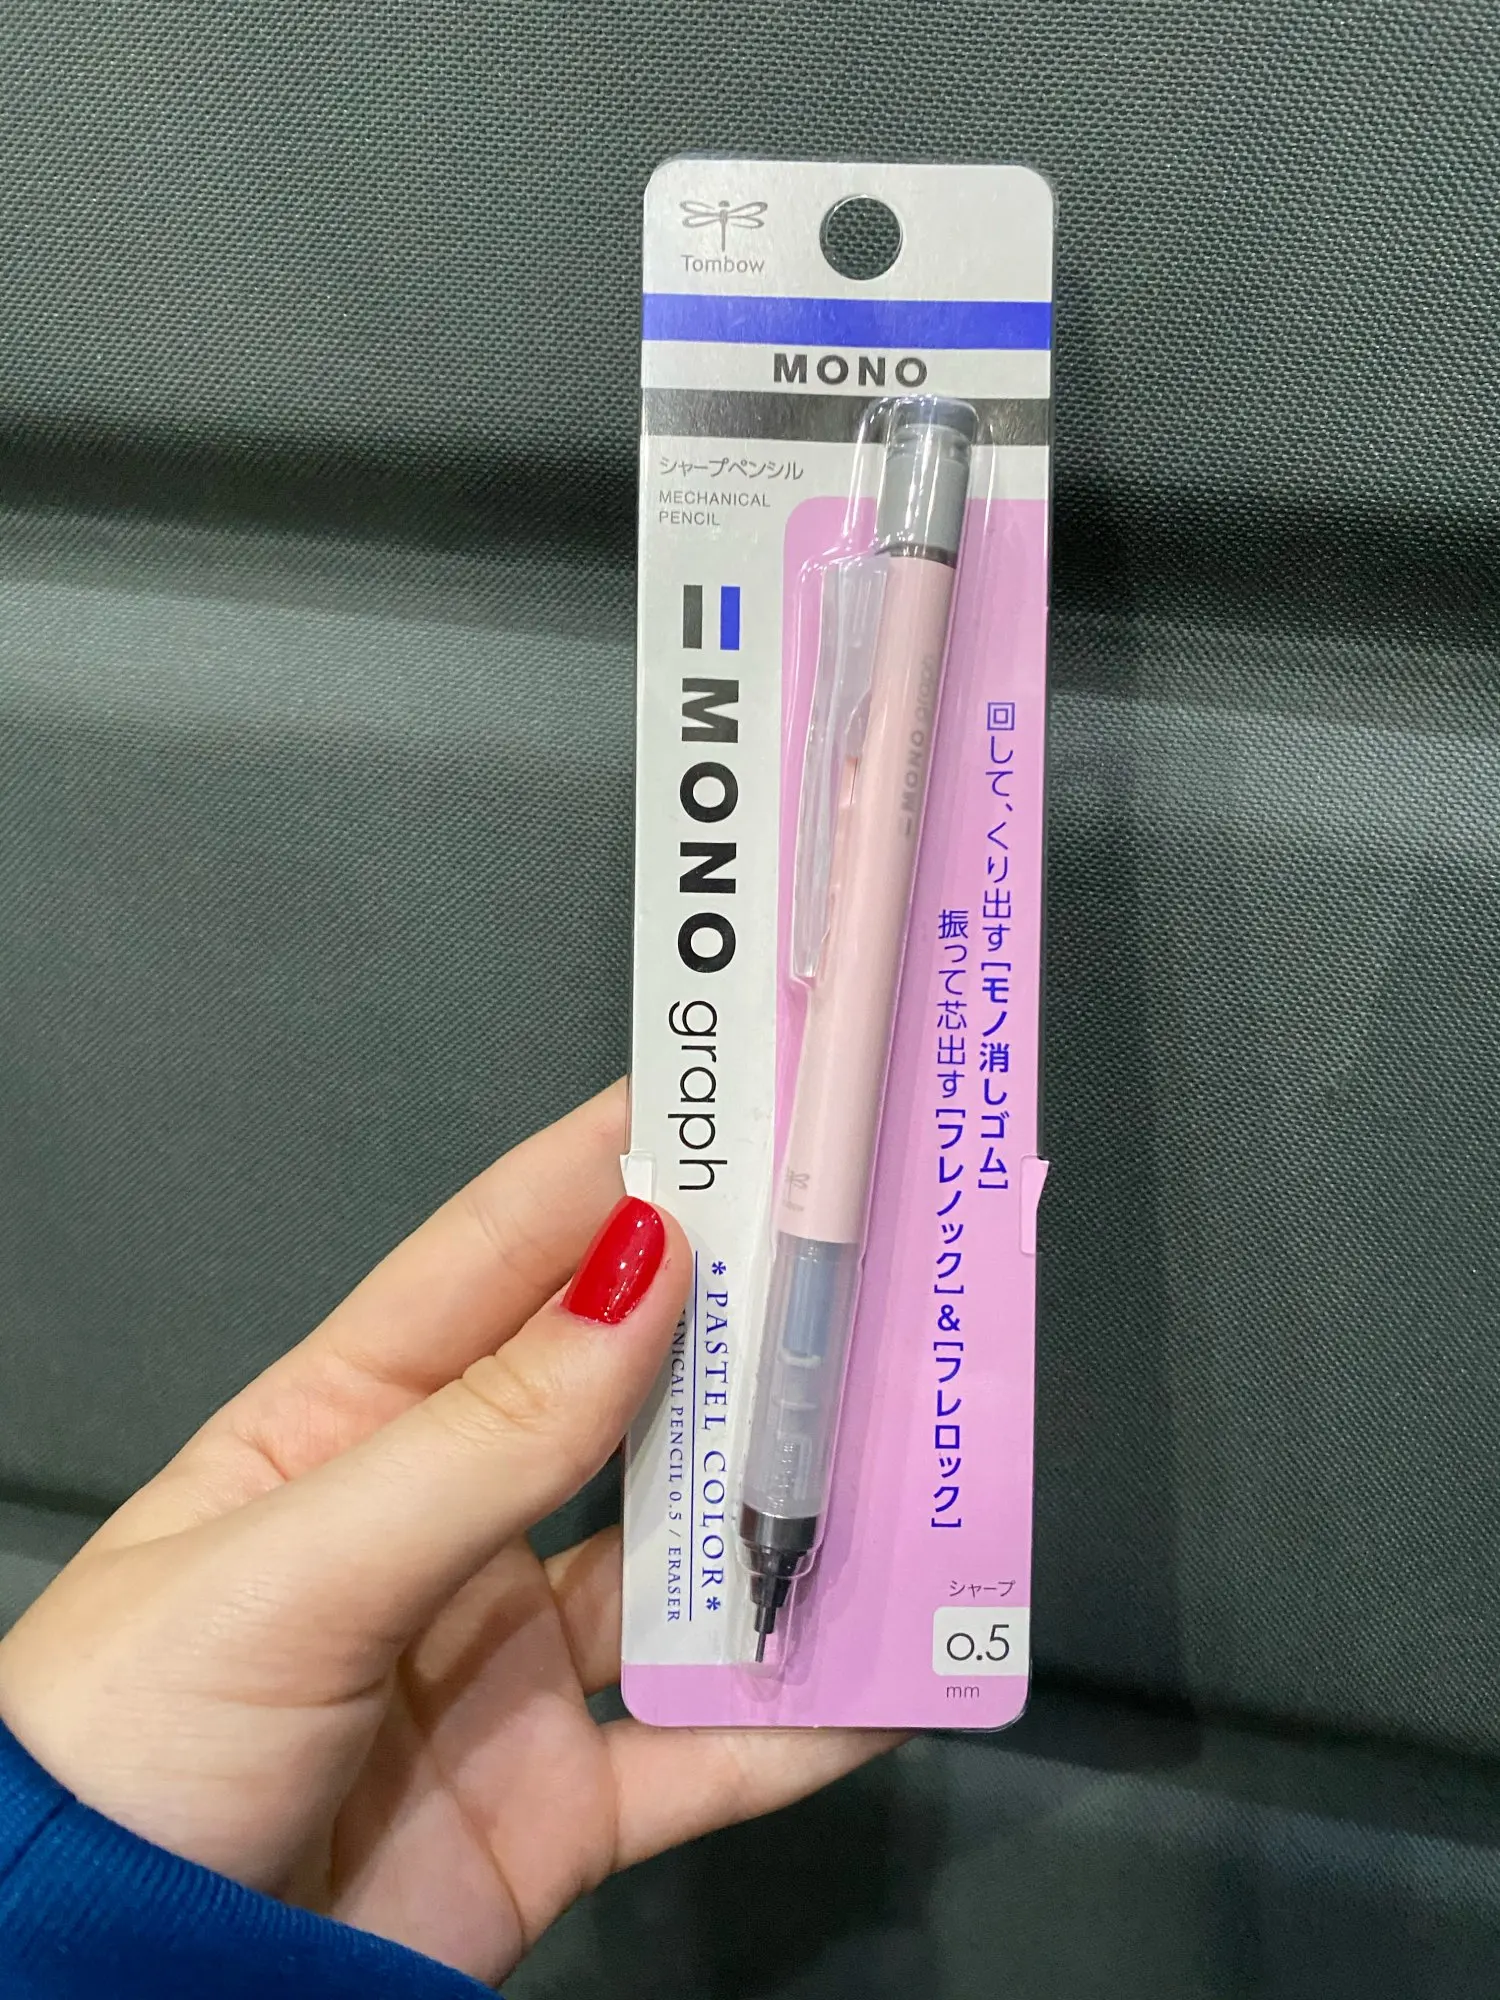 Tombow
MONO
シャープペンシル
MECHANICAL
PENCIL
MONO graph
* PASTEL COLOR *
PENCIL 0.5 / ERASER
MONO graph
回して、くり出す[モノ消しゴム]
振って芯出す[フレノック]&[フレロック]
シャープ
0.5
mm